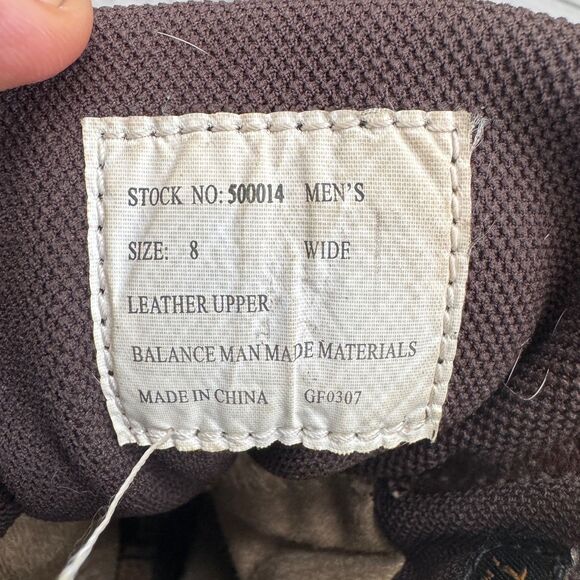 STOCK NO: 500014 MEN'S
SIZE: 8 WIDE
LEATHER UPPER
BALANCE MAN MADE MATERIALS
MADE IN CHINA GF0307